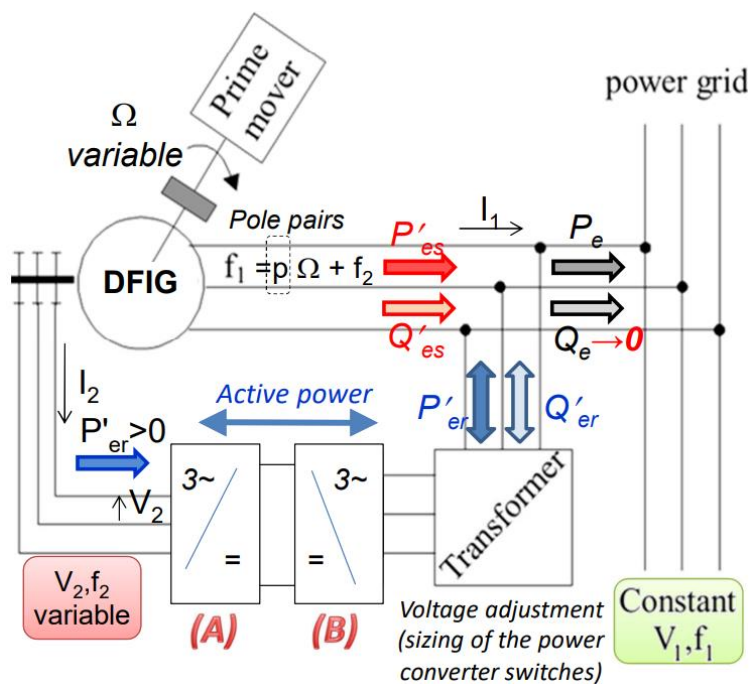 power grid
Prime
mover
Ω
variable
Pole pairs
f₁ = p Ω + f₂
DFIG
P′es
I₁
Pe
Q′es
Qe→0
I₂
Active power
P'er>0
P′er
Q′er
V₂
3~
=
3~
=
Transformer
V₂,f₂
variable
(A)
(B)
Voltage adjustment
(sizing of the power
converter switches)
Constant
V₁,f₁